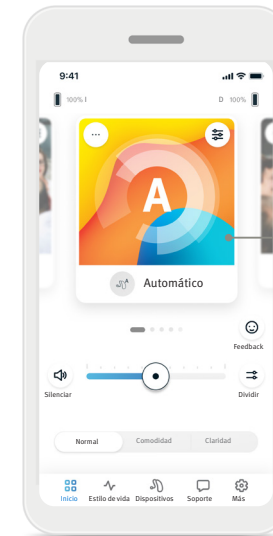 9:41
100% I
D 100%
A
A
Automático
Feedback
Silenciar
Dividir
Normal Comodidad Claridad
Inicio Estilo de vida Dispositivos Soporte Más